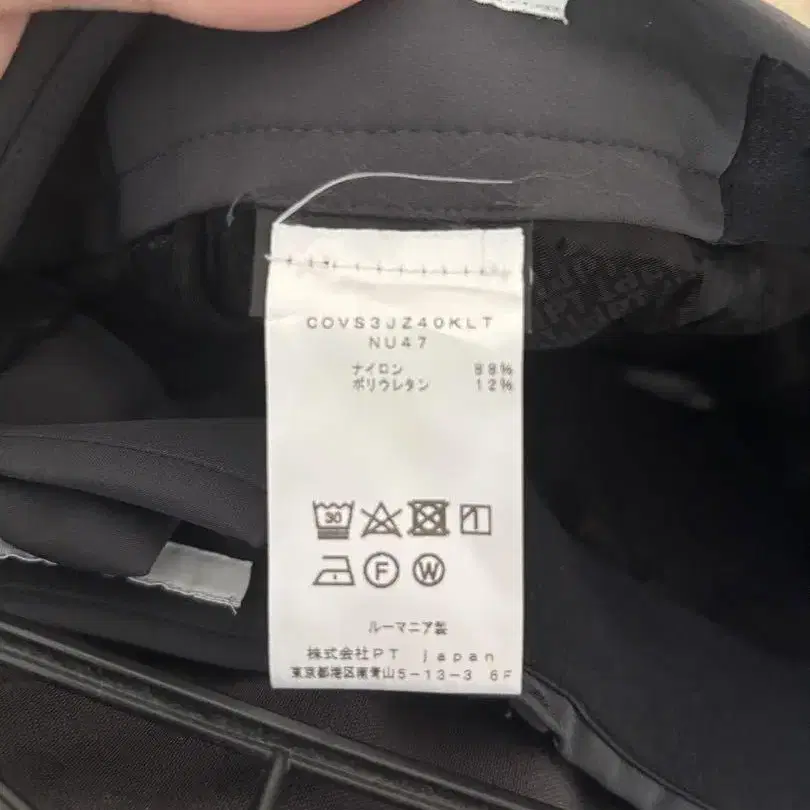 COVS3JZ40KLT
NU47
ナイロン 88%
ポリウレタン 12%
30
F
W
ルーマニア製
株式会社PT japan
東京都港区南青山5-13-3 6F